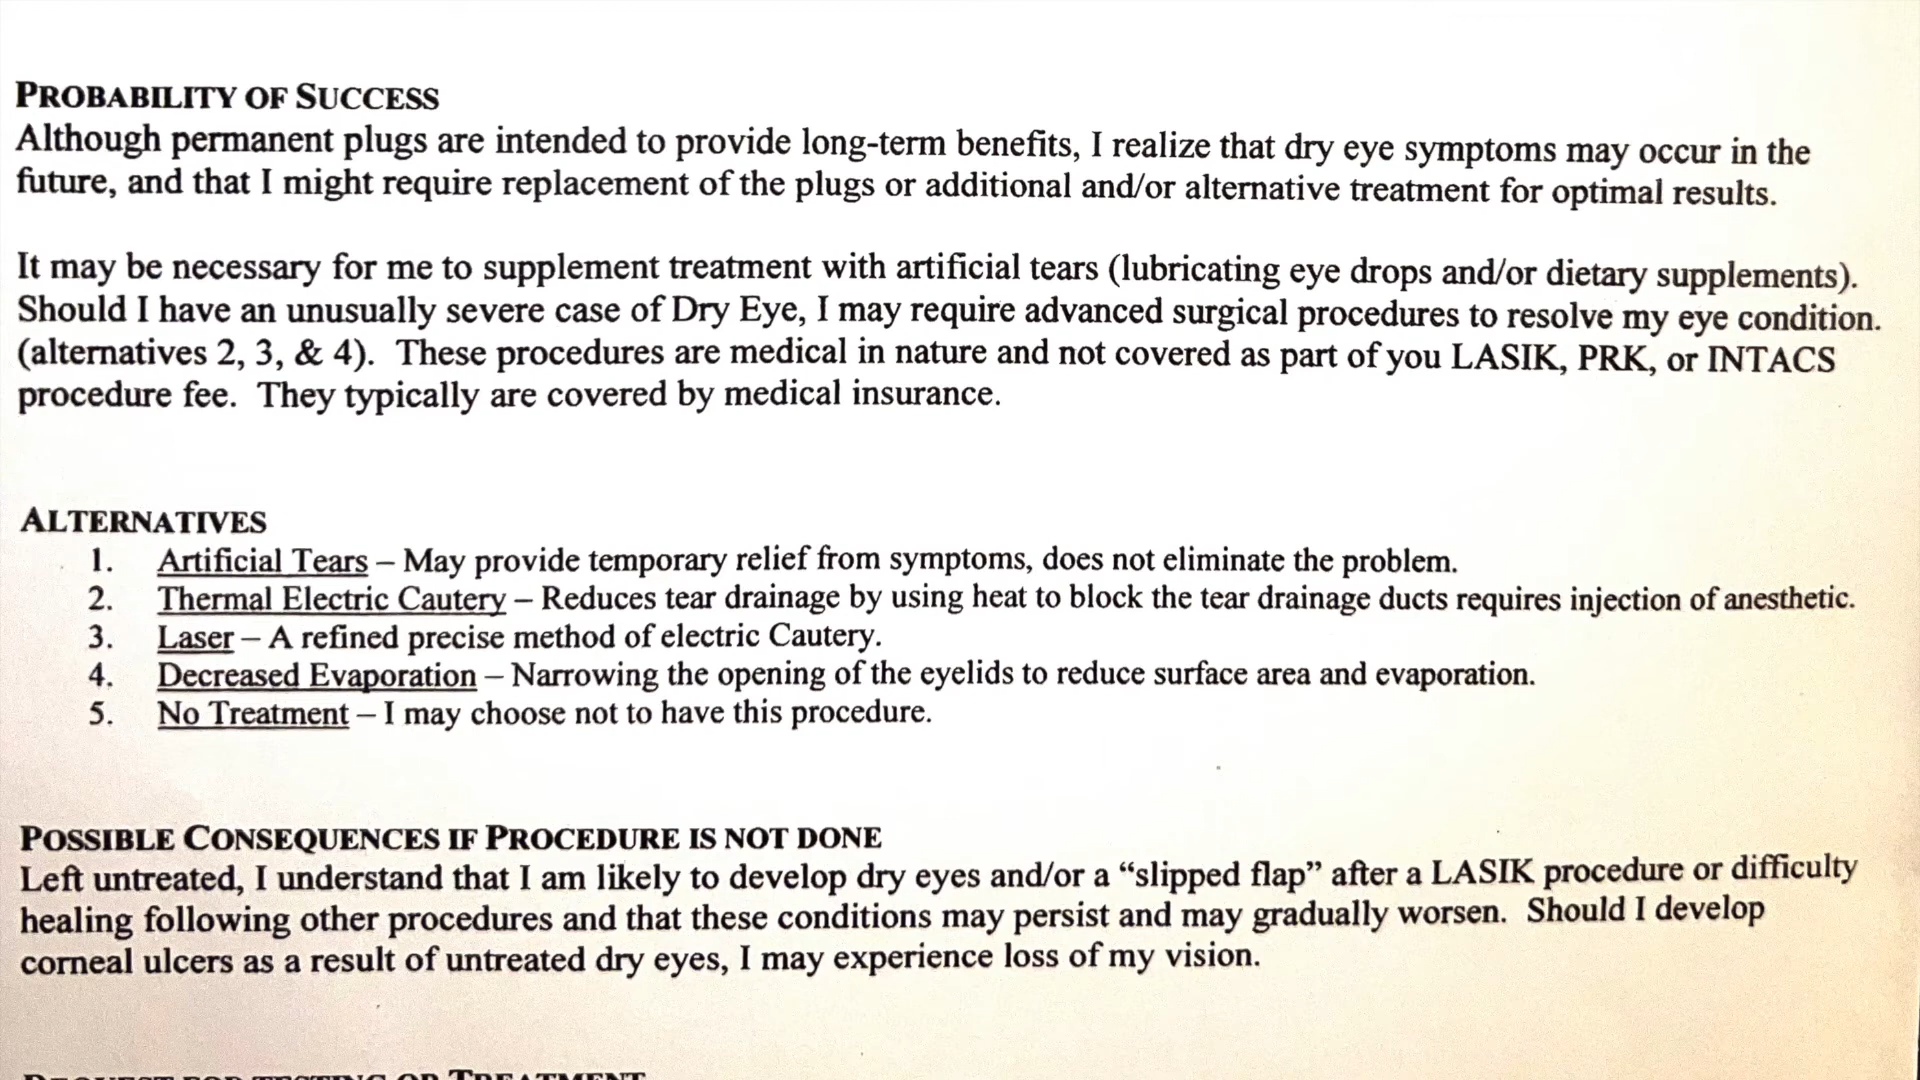 PROBABILITY OF SUCCESS
Although permanent plugs are intended to provide long-term benefits, I realize that dry eye symptoms may occur in the
future, and that I might require replacement of the plugs or additional and/or alternative treatment for optimal results.
It may be necessary for me to supplement treatment with artificial tears (lubricating eye drops and/or dietary supplements).
Should I have an unusually severe case of Dry Eye, I may require advanced surgical procedures to resolve my eye condition.
(alternatives 2, 3, & 4).  These procedures are medical in nature and not covered as part of you LASIK, PRK, or INTACS
procedure fee.  They typically are covered by medical insurance.
ALTERNATIVES
1. Artificial Tears – May provide temporary relief from symptoms, does not eliminate the problem.
2. Thermal Electric Cautery – Reduces tear drainage by using heat to block the tear drainage ducts requires injection of anesthetic.
3. Laser – A refined precise method of electric Cautery.
4. Decreased Evaporation – Narrowing the opening of the eyelids to reduce surface area and evaporation.
5. No Treatment – I may choose not to have this procedure.
POSSIBLE CONSEQUENCES IF PROCEDURE IS NOT DONE
Left untreated, I understand that I am likely to develop dry eyes and/or a “slipped flap” after a LASIK procedure or difficulty
healing following other procedures and that these conditions may persist and may gradually worsen.  Should I develop
corneal ulcers as a result of untreated dry eyes, I may experience loss of my vision.
REQUEST FOR TESTING OR TREATMENT